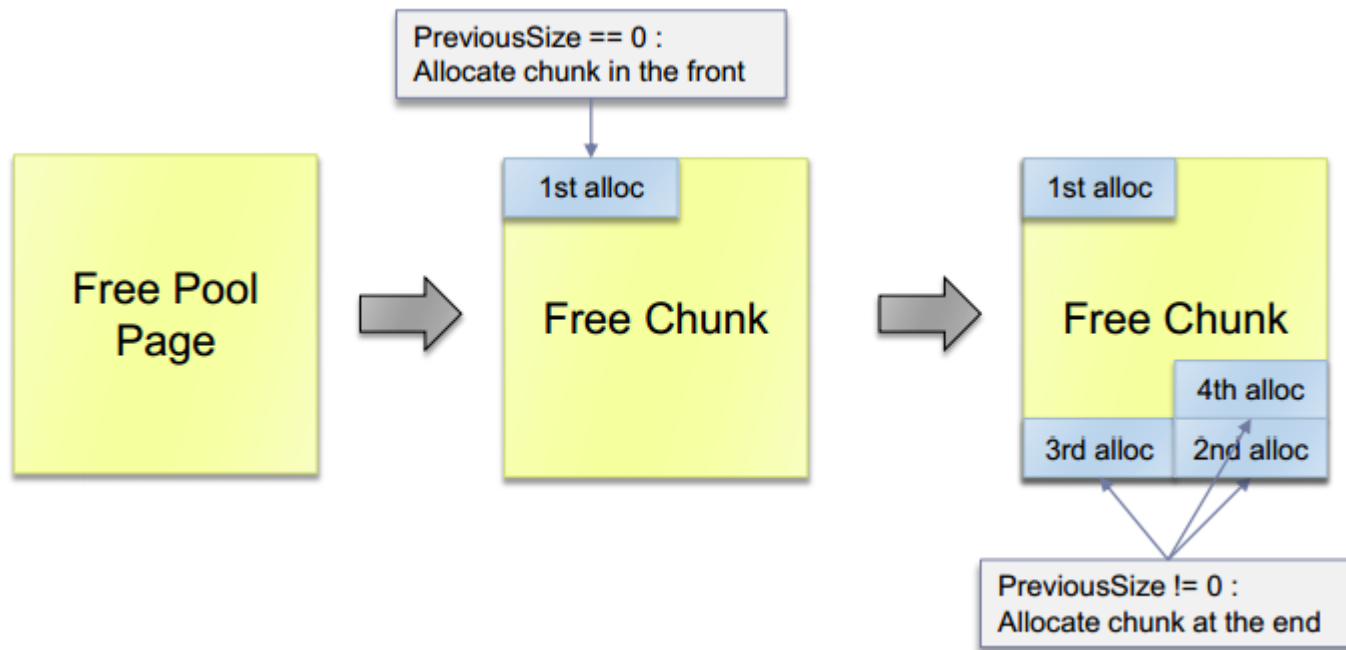 PreviousSize == 0 :
Allocate chunk in the front
Free Pool
Page
1st alloc
Free Chunk
1st alloc
Free Chunk
4th alloc
3rd alloc
2nd alloc
PreviousSize != 0 :
Allocate chunk at the end